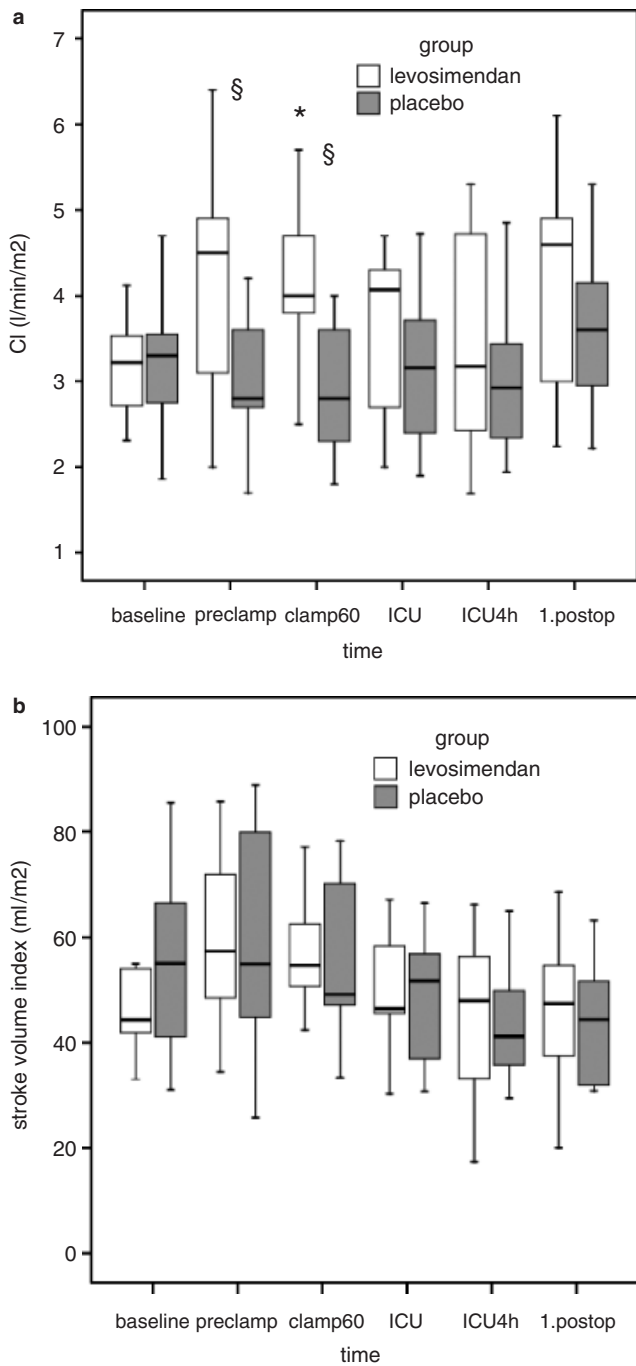 a
7
group
levosimendan
placebo
§
*
§
6
5
4
3
2
1
CI (l/min/m2)
baseline preclamp clamp60 ICU ICU4h 1.postop
time
b
100
group
levosimendan
placebo
80
60
40
20
0
stroke volume index (ml/m2)
baseline preclamp clamp60 ICU ICU4h 1.postop
time